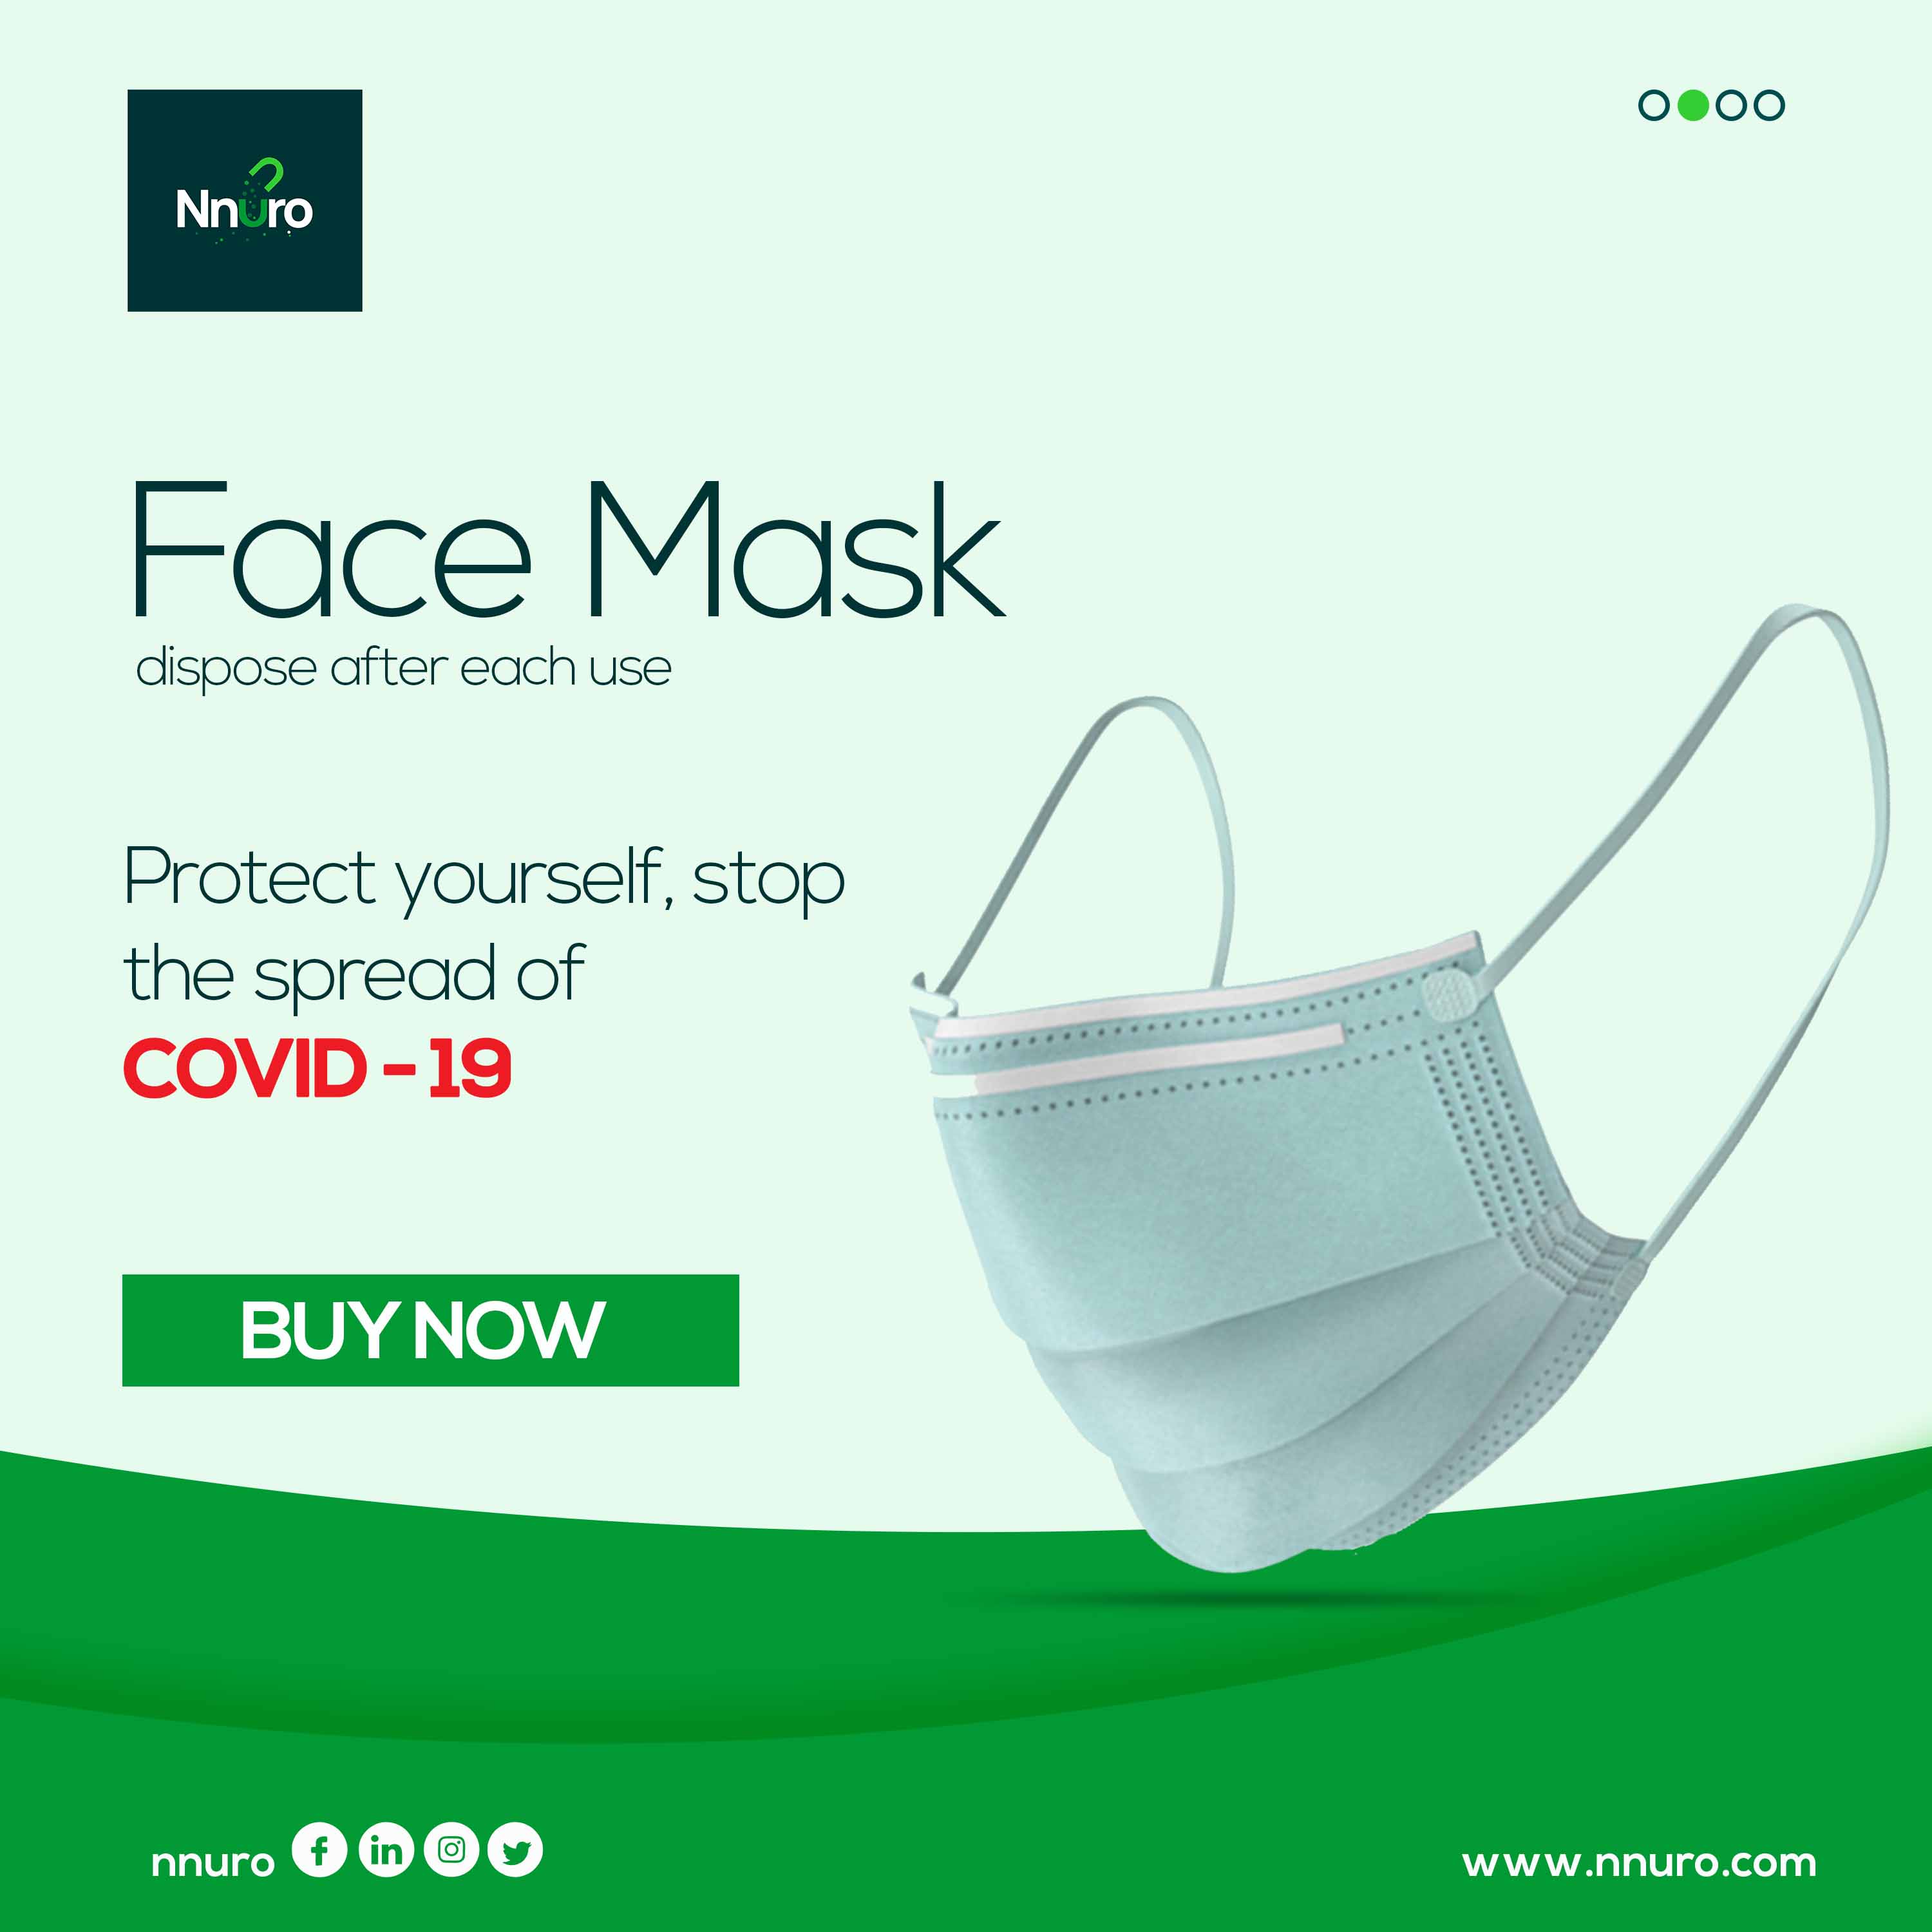 Nnuro
Face Mask
dispose after each use
Protect yourself, stop
the spread of
COVID - 19
BUY NOW
nnuro
www.nnuro.com